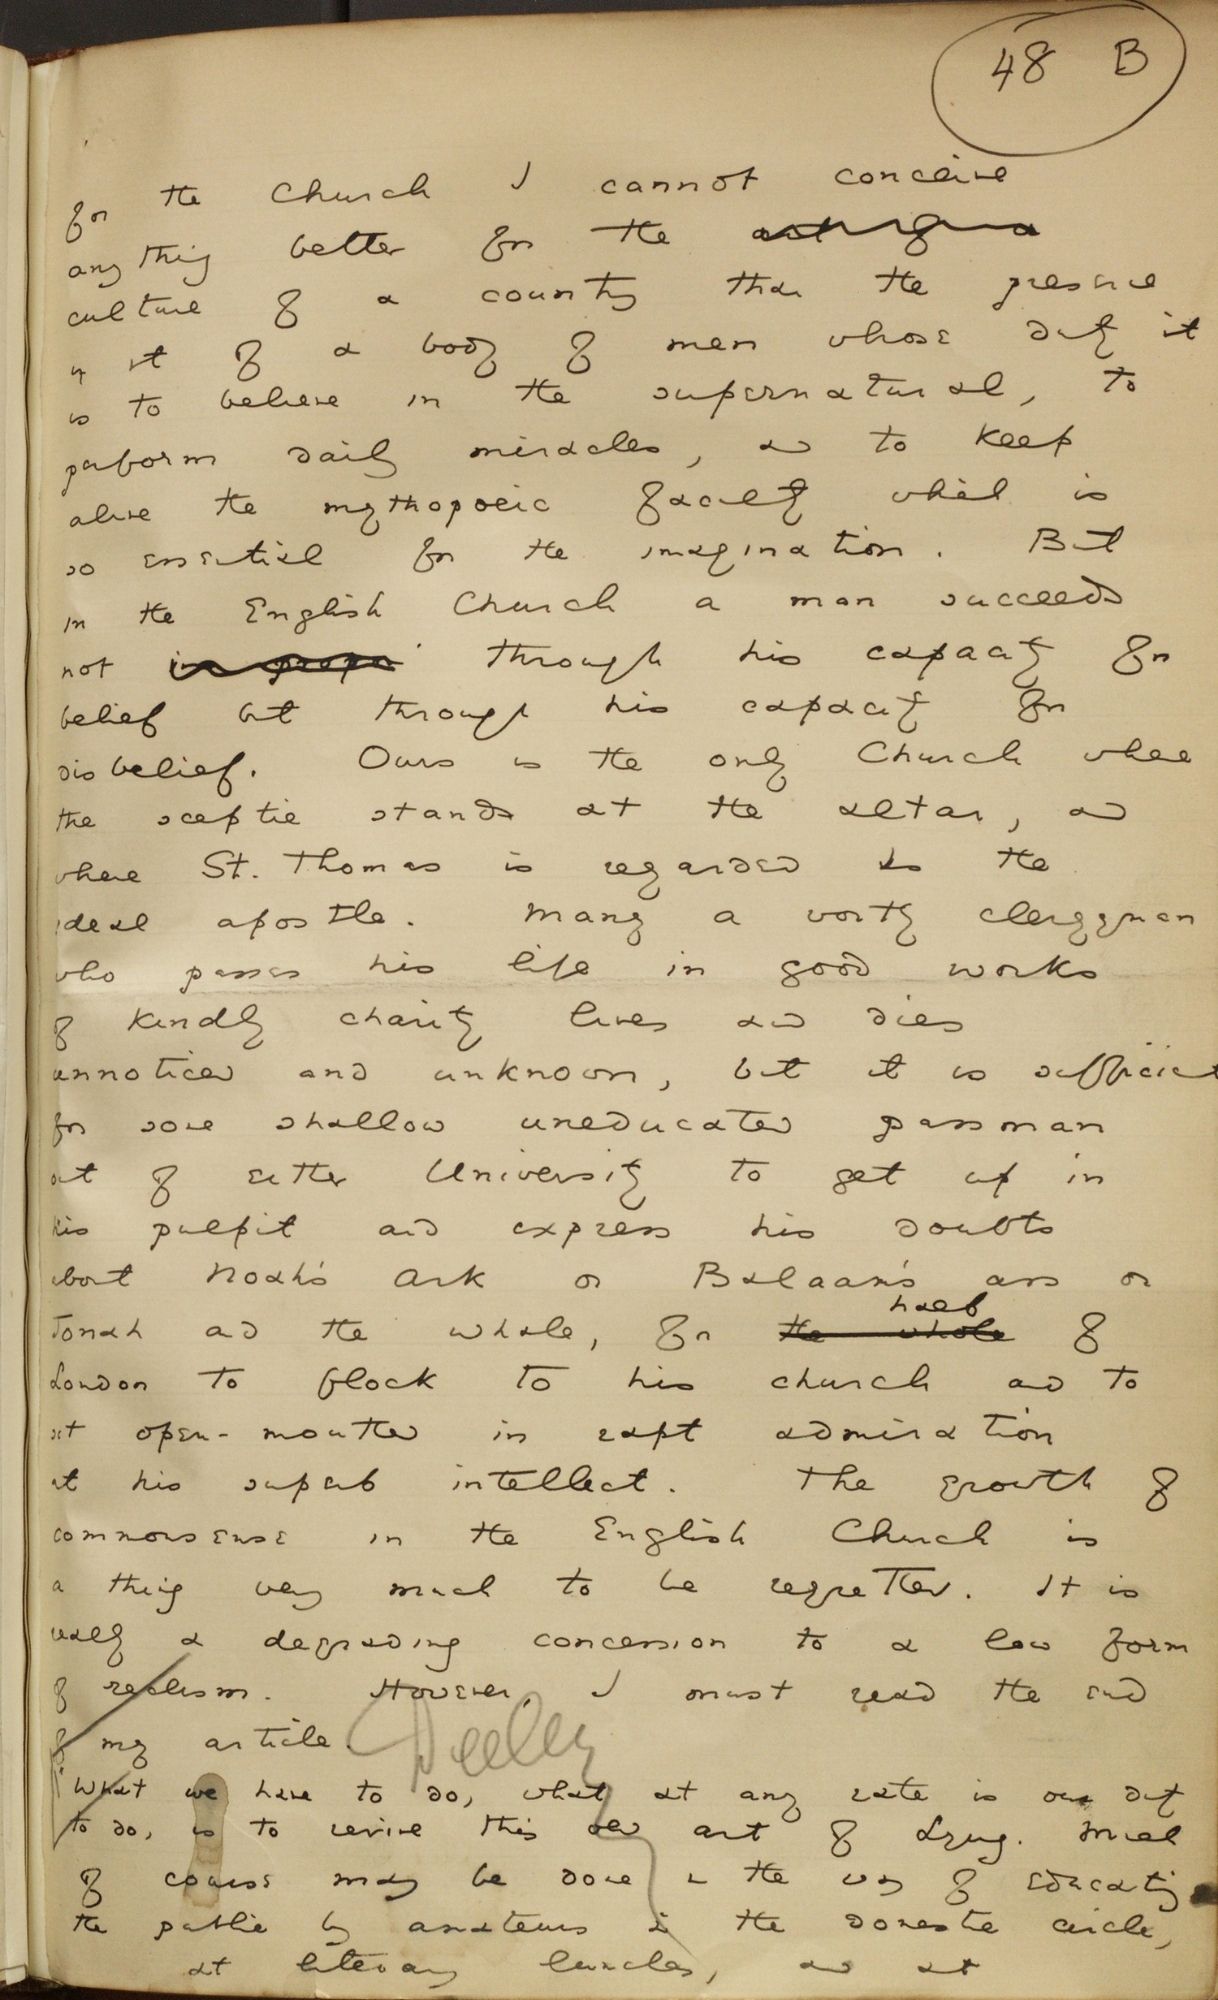 48 B
for the Church I cannot conceive
anything better for the
culture of a country than the presence
in it of a body of men whose duty it
is to believe in the supernatural, to
perform daily miracles, and to keep
alive the mythopoeic faculty which is
so essential for the imagination. But
in the English Church a man succeeds
not in proper through his capacity for
belief but through his capacity for
disbelief. Ours is the only Church where
the sceptic stands at the altar, and
where St. Thomas is regarded as the
ideal apostle. Many a worthy clergyman
who passes his life in good works
of kindly charity lives and dies
unnoticed and unknown, but it is sufficient
for some shallow uneducated passman
out of either University to get up in
his pulpit and express his doubts
about Noah's Ark or Balaam's ass or
half
Jonah and the whale, for the whole of
London to flock to his church and to
sit open-mouthed in rapt admiration
at his superb intellect. The growth of
commonsense in the English Church is
a thing very much to be regretted. It is
really a degrading concession to a low form
of realism. However, I must read the end
of my article.
Deeley
"What we have to do, what at any rate is our duty
to do, is to revive this old art of Lying. Much
of course may be done in the way of educating
the public by amateurs in the domestic circle,
at literary lunches, and at